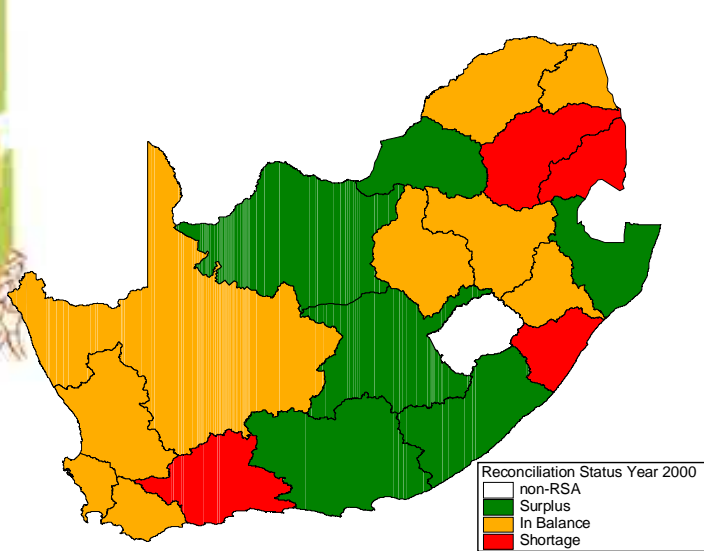 Reconciliation Status Year 2000
non-RSA
Surplus
In Balance
Shortage